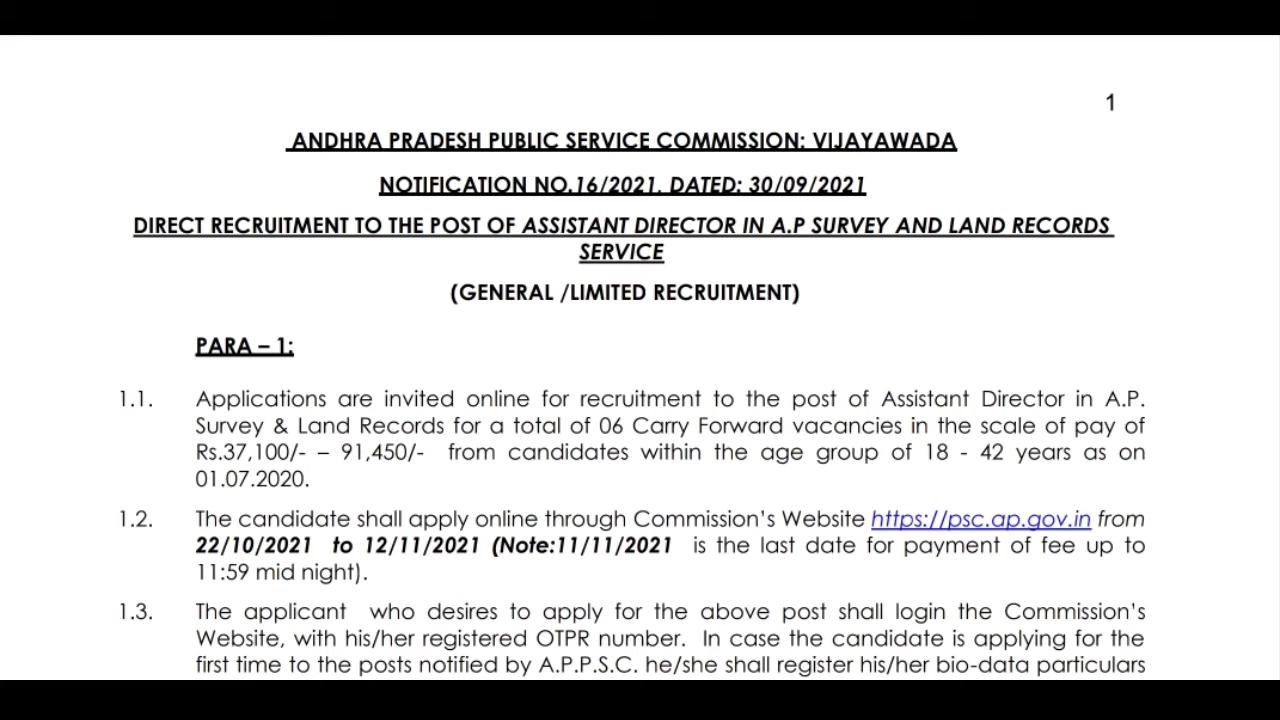 1
ANDHRA PRADESH PUBLIC SERVICE COMMISSION: VIJAYAWADA
NOTIFICATION NO.16/2021, DATED: 30/09/2021
DIRECT RECRUITMENT TO THE POST OF ASSISTANT DIRECTOR IN A.P SURVEY AND LAND RECORDS
SERVICE
(GENERAL /LIMITED RECRUITMENT)
PARA – 1:
1.1. Applications are invited online for recruitment to the post of Assistant Director in A.P.
Survey & Land Records for a total of 06 Carry Forward vacancies in the scale of pay of
Rs.37,100/- – 91,450/- from candidates within the age group of 18 - 42 years as on
01.07.2020.
1.2. The candidate shall apply online through Commission's Website https://psc.ap.gov.in from
22/10/2021 to 12/11/2021 (Note:11/11/2021 is the last date for payment of fee up to
11:59 mid night).
1.3. The applicant who desires to apply for the above post shall login the Commission's
Website, with his/her registered OTPR number. In case the candidate is applying for the
first time to the posts notified by A.P.P.S.C. he/she shall register his/her bio-data particulars